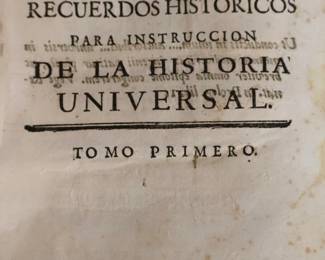 RECUERDOS HISTORICOS
PARA INSTRUCCION
DE LA HISTORIA
UNIVERSAL.
TOMO PRIMERO.